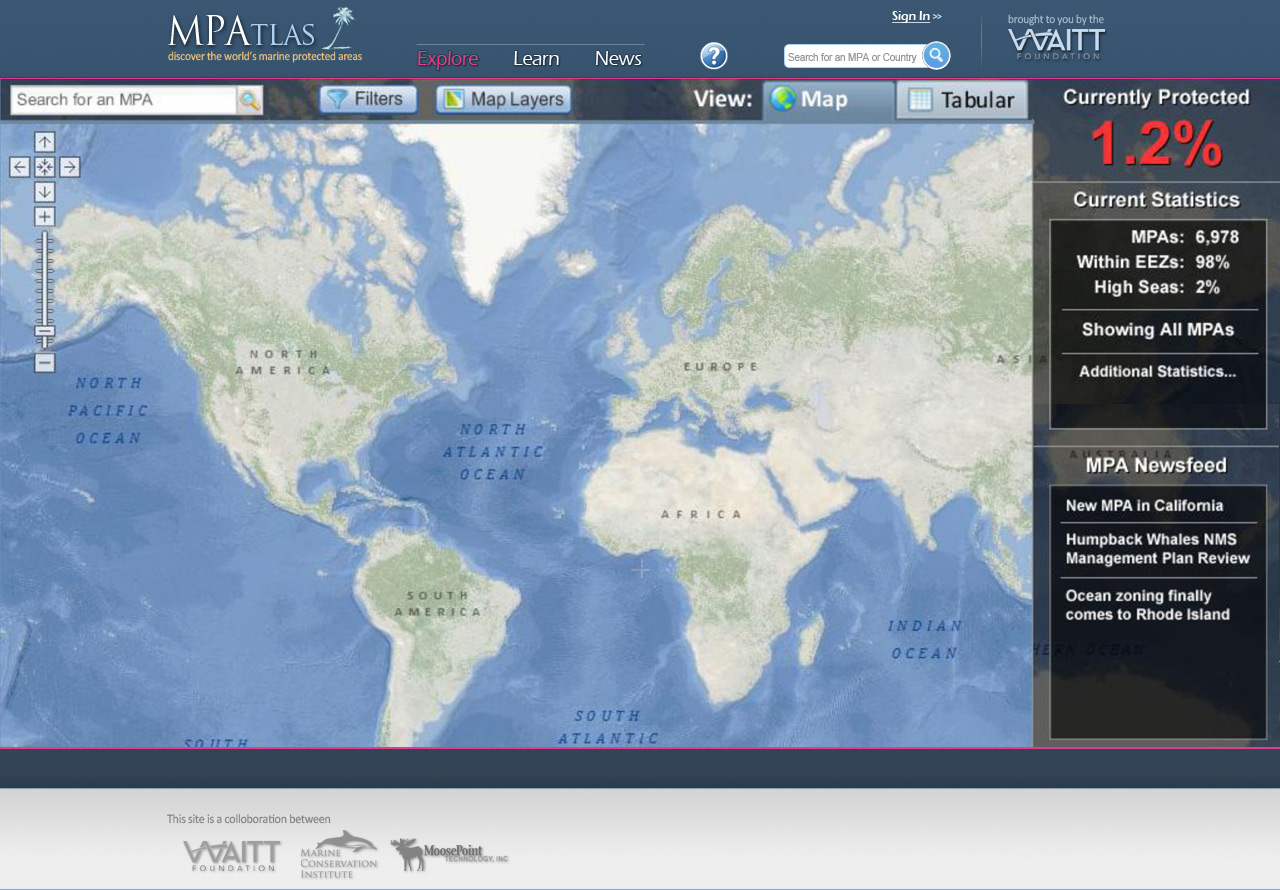 MPATLAS
discover the world's marine protected areas
Explore
Learn
News
?
Sign In >>
Search for an MPA or Country
brought to you by the
WAITT
FOUNDATION
Search for an MPA
Filters
Map Layers
View:
Map
Tabular
Currently Protected
1.2%
Current Statistics
MPAs: 6,978
Within EEZs: 98%
High Seas: 2%
Showing All MPAs
Additional Statistics...
AUSTRALIA
MPA Newsfeed
New MPA in California
Humpback Whales NMS
Management Plan Review
Ocean zoning finally
comes to Rhode Island
NORTH
AMERICA
NORTH
PACIFIC
OCEAN
NORTH
ATLANTIC
OCEAN
EUROPE
ASIA
AFRICA
SOUTH
AMERICA
INDIAN
OCEAN
HERN OCEAN
SOUTH
ATLANTIC
SOUTH
This site is a colloboration between
WAITT
FOUNDATION
MARINE
CONSERVATION
INSTITUTE
MoosePoint
TECHNOLOGY, INC